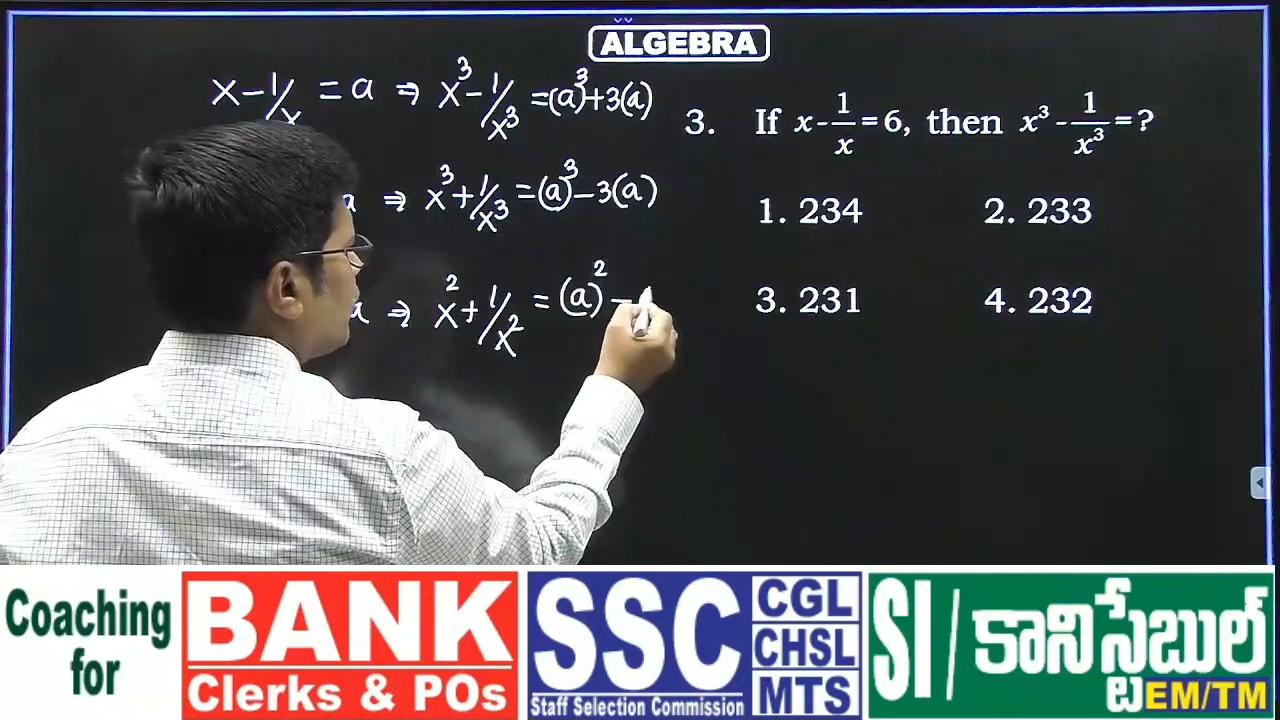 ALGEBRA
x - 1/x = a ⇒ x³ - 1/x³ = (a)³ + 3(a)
a ⇒ x³ + 1/x³ = (a)³ - 3(a)
a ⇒ x² + 1/x² = (a)² -
3. If x - 1/x = 6, then x³ - 1/x³ = ?
1. 234 2. 233
3. 231 4. 232
Coaching for
BANK
Clerks & POs
SSC
Staff Selection Commission
CGL
CHSL
MTS
SI / కానిస్టేబుల్
EM/TM